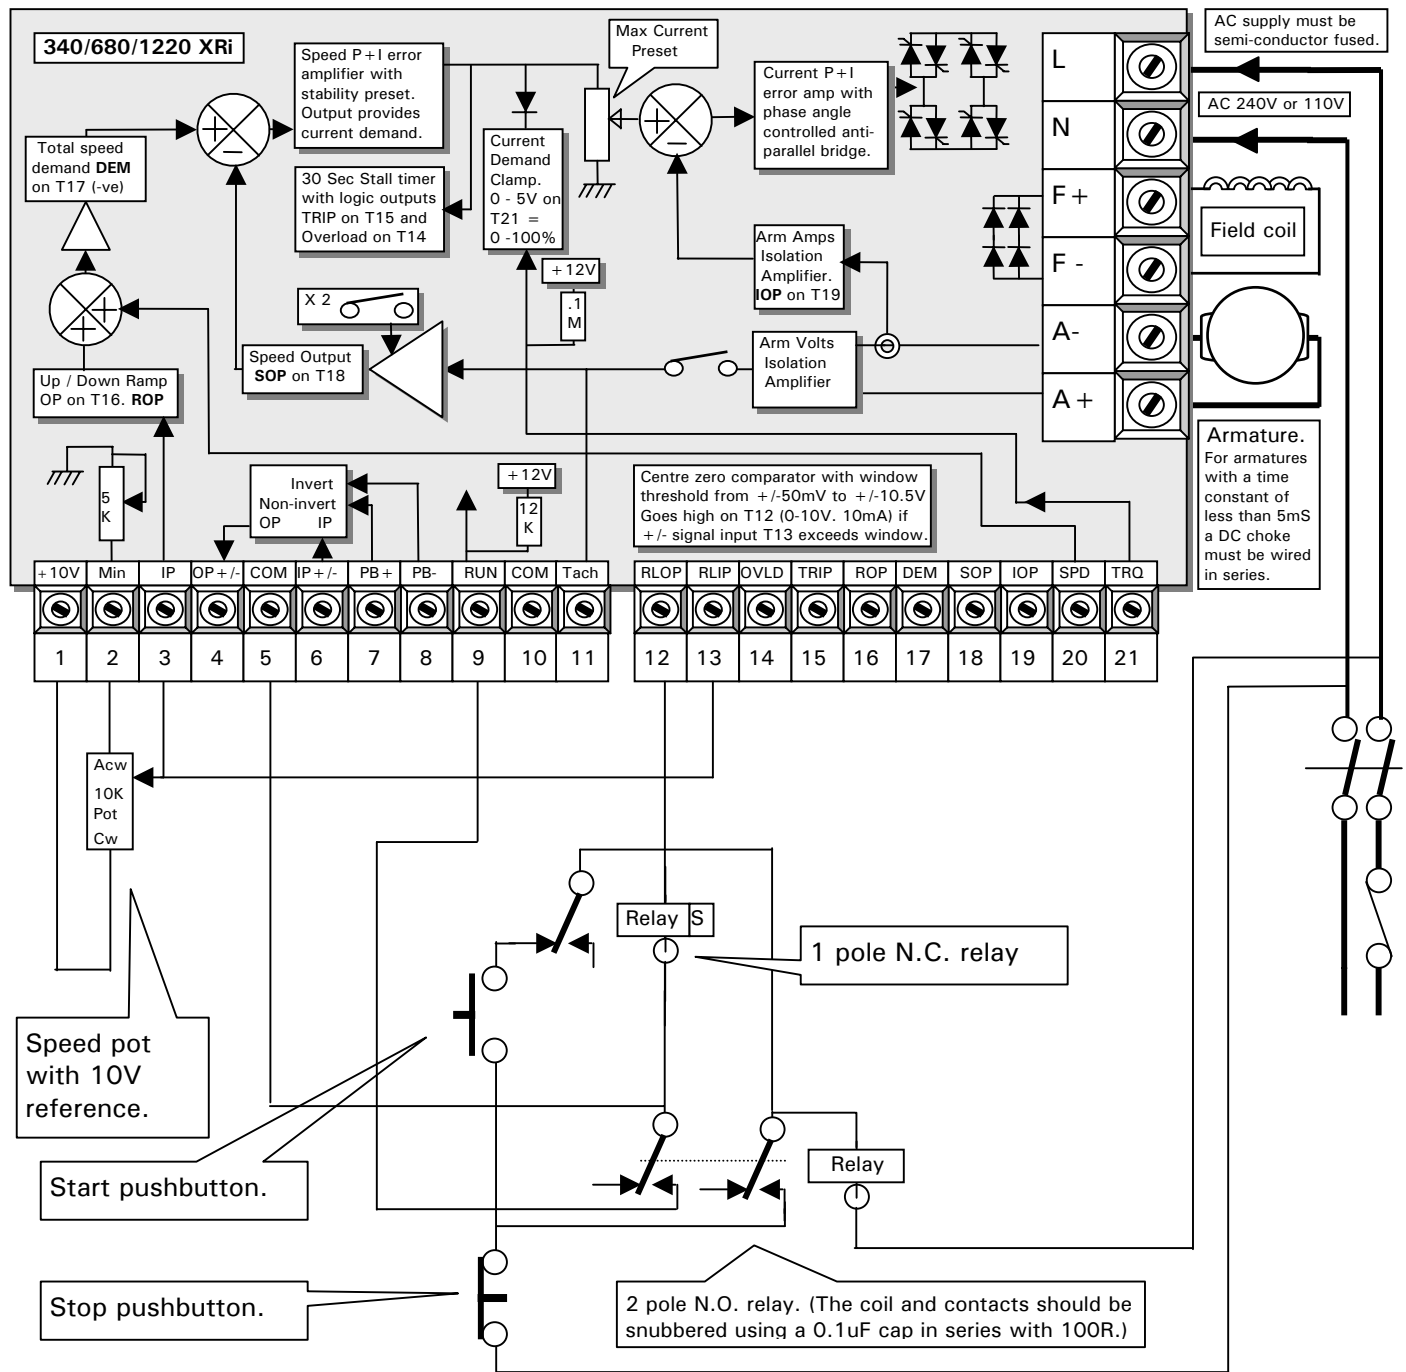 340/680/1220 XRi
Speed P+I error
amplifier with
stability preset.
Output provides
current demand.
Max Current
Preset
AC supply must be
semi-conductor fused.
Current P+I
error amp with
phase angle
controlled anti-
parallel bridge.
L
AC 240V or 110V
N
Total speed
demand DEM
on T17 (-ve)
+
−
30 Sec Stall timer
with logic outputs
TRIP on T15 and
Overload on T14
Current
Demand
Clamp.
0 - 5V on
T21 =
0 -100%
+
−
F+
Field coil
F -
Arm Amps
Isolation
Amplifier.
IOP on T19
+12V
.1
M
X 2
+
+
Speed Output
SOP on T18
Arm Volts
Isolation
Amplifier
A-
A+
Up / Down Ramp
OP on T16. ROP
Armature.
For armatures
with a time
constant of
less than 5mS
a DC choke
must be wired
in series.
5
K
Invert
Non-invert
OP IP
+12V
12
K
Centre zero comparator with window
threshold from +/-50mV to +/-10.5V
Goes high on T12 (0-10V. 10mA) if
+/- signal input T13 exceeds window.
+10V Min IP OP+/- COM IP+/- PB+ PB- RUN COM Tach RLOP RLIP OVLD TRIP ROP DEM SOP IOP SPD TRQ
1 2 3 4 5 6 7 8 9 10 11 12 13 14 15 16 17 18 19 20 21
Acw
10K
Pot
Cw
Relay S
1 pole N.C. relay
Speed pot
with 10V
reference.
Start pushbutton.
Relay
Stop pushbutton.
2 pole N.O. relay. (The coil and contacts should be
snubbered using a 0.1uF cap in series with 100R.)